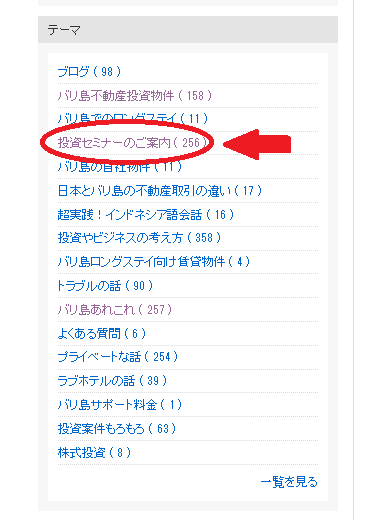 テーマ
ブログ ( 98 )
バリ島不動産投資物件 ( 158 )
バリ島でのロングステイ ( 11 )
投資セミナーのご案内 ( 256 )
バリ島の自社物件 ( 11 )
日本とバリ島の不動産取引の違い ( 17 )
超実践！インドネシア語会話 ( 16 )
投資やビジネスの考え方 ( 358 )
バリ島ロングステイ向け賃貸物件 ( 4 )
トラブルの話 ( 90 )
バリ島あれこれ ( 257 )
よくある質問 ( 6 )
プライベートな話 ( 254 )
ラブホテルの話 ( 39 )
バリ島サポート料金 ( 1 )
投資案件もろもろ ( 63 )
株式投資 ( 8 )
一覧を見る